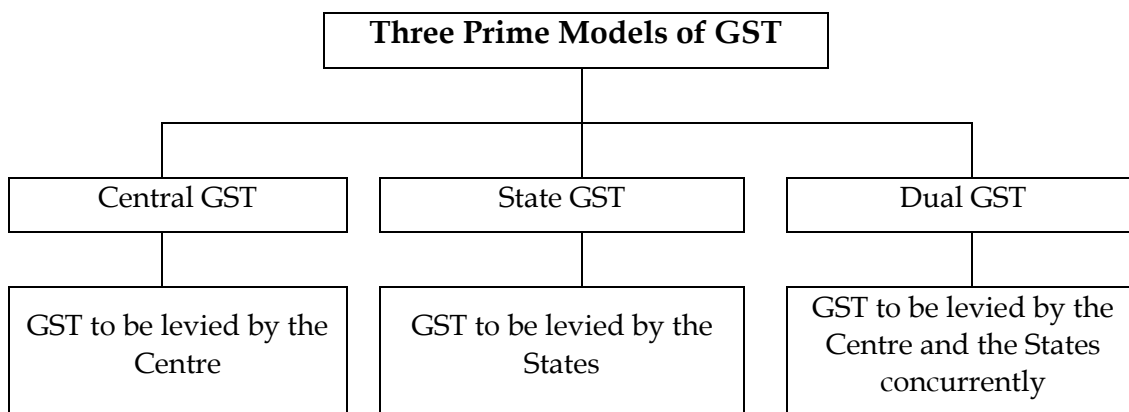 Three Prime Models of GST
Central GST
State GST
Dual GST
GST to be levied by the
Centre
GST to be levied by the
States
GST to be levied by the
Centre and the States
concurrently